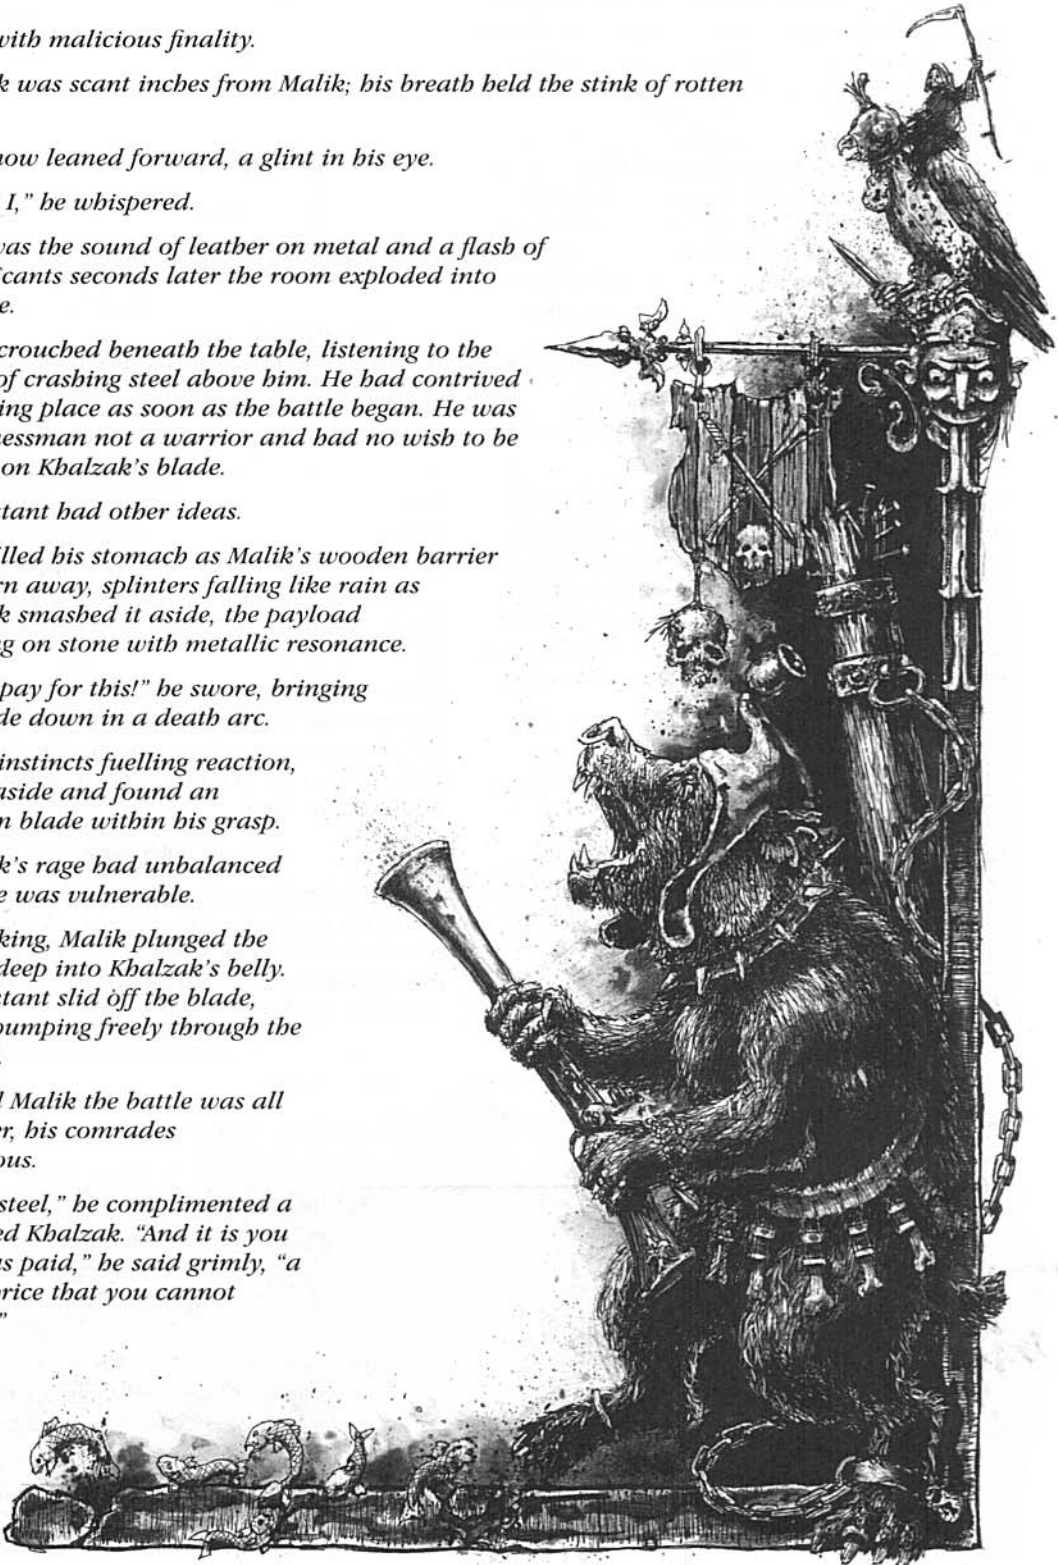 with malicious finality.
k was scant inches from Malik; his breath held the stink of rotten
now leaned forward, a glint in his eye.
I," he whispered.
was the sound of leather on metal and a flash of
cants seconds later the room exploded into
e.
crouched beneath the table, listening to the
of crashing steel above him. He had contrived
ing place as soon as the battle began. He was
nessman not a warrior and had no wish to be
on Khalzak's blade.
tant had other ideas.
lled his stomach as Malik's wooden barrier
rn away, splinters falling like rain as
k smashed it aside, the payload
g on stone with metallic resonance.
pay for this!" he swore, bringing
de down in a death arc.
instincts fuelling reaction,
aside and found an
n blade within his grasp.
k's rage had unbalanced
e was vulnerable.
king, Malik plunged the
deep into Khalzak's belly.
tant slid off the blade,
pumping freely through the
d Malik the battle was all
er, his comrades
ous.
steel," he complimented a
ed Khalzak. "And it is you
as paid," he said grimly, "a
price that you cannot
"